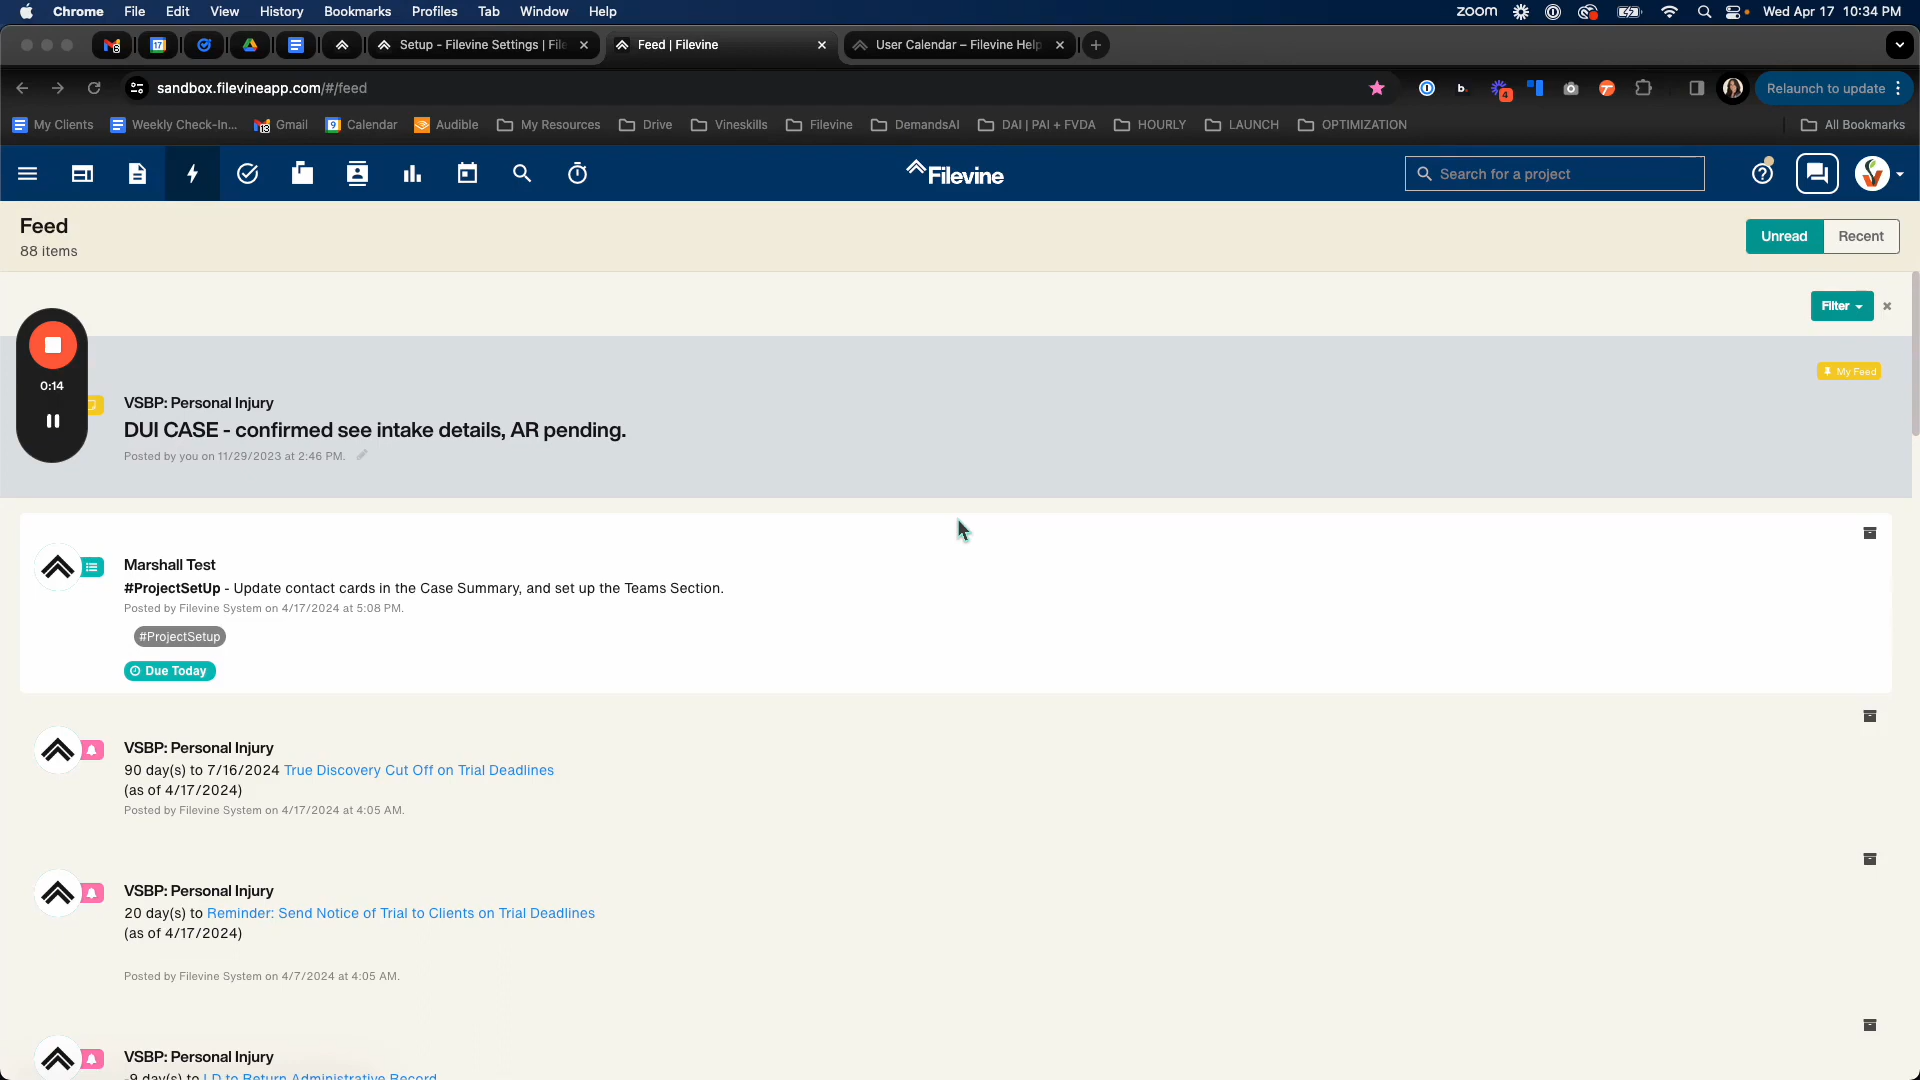 Chrome File Edit View History Bookmarks Profiles Tab Window Help
zoom Wed Apr 17 10:34 PM
17 Setup - Filevine Settings | File Feed | Filevine User Calendar – Filevine Help
sandbox.filevineapp.com/#/feed
b. 4 Relaunch to update
My Clients Weekly Check-In... Gmail Calendar Audible My Resources Drive Vineskills Filevine DemandsAI DAI | PAI + FVDA HOURLY LAUNCH OPTIMIZATION All Bookmarks
Filevine
Search for a project
Feed
88 items
Unread Recent
Filter
My Feed
0:14
VSBP: Personal Injury
DUI CASE - confirmed see intake details, AR pending.
Posted by you on 11/29/2023 at 2:46 PM.
Marshall Test
#ProjectSetUp - Update contact cards in the Case Summary, and set up the Teams Section.
Posted by Filevine System on 4/17/2024 at 5:08 PM.
#ProjectSetup
Due Today
VSBP: Personal Injury
90 day(s) to 7/16/2024 True Discovery Cut Off on Trial Deadlines
(as of 4/17/2024)
Posted by Filevine System on 4/17/2024 at 4:05 AM.
VSBP: Personal Injury
20 day(s) to Reminder: Send Notice of Trial to Clients on Trial Deadlines
(as of 4/17/2024)
Posted by Filevine System on 4/7/2024 at 4:05 AM.
VSBP: Personal Injury
-9 day(s) to LD to Return Administrative Record